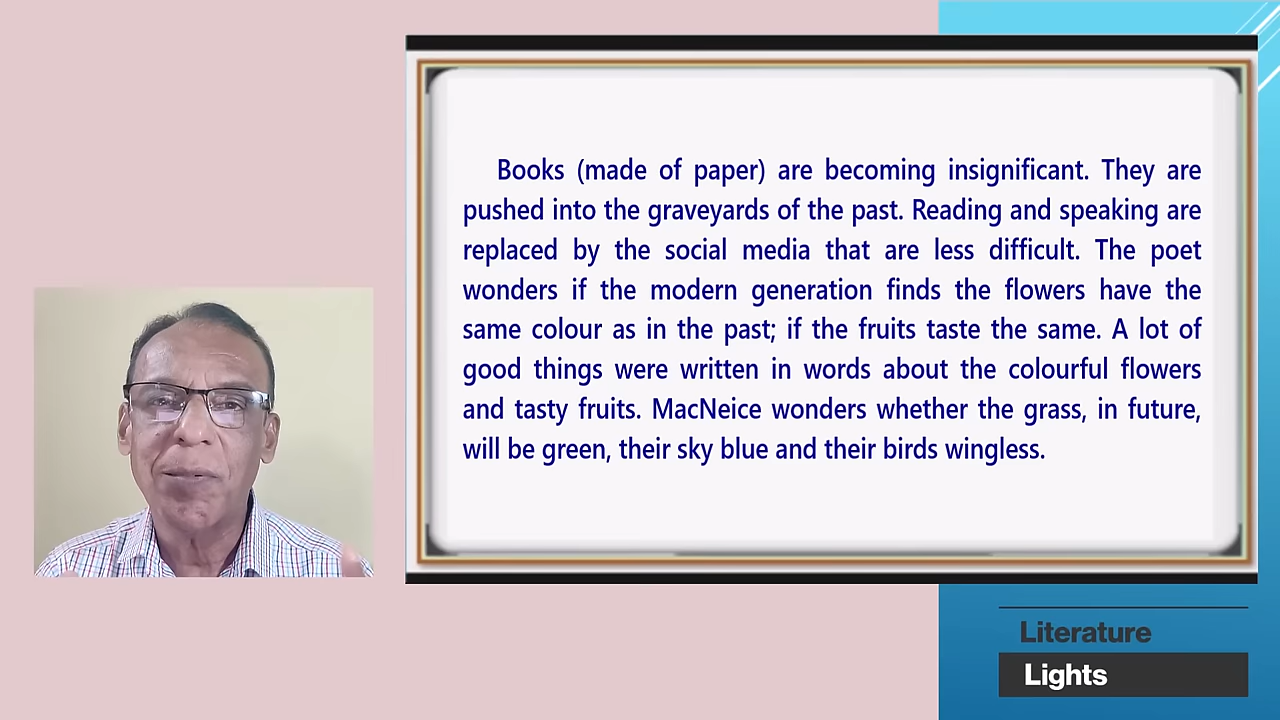 Books (made of paper) are becoming insignificant. They are
pushed into the graveyards of the past. Reading and speaking are
replaced by the social media that are less difficult. The poet
wonders if the modern generation finds the flowers have the
same colour as in the past; if the fruits taste the same. A lot of
good things were written in words about the colourful flowers
and tasty fruits. MacNeice wonders whether the grass, in future,
will be green, their sky blue and their birds wingless.
Literature
Lights